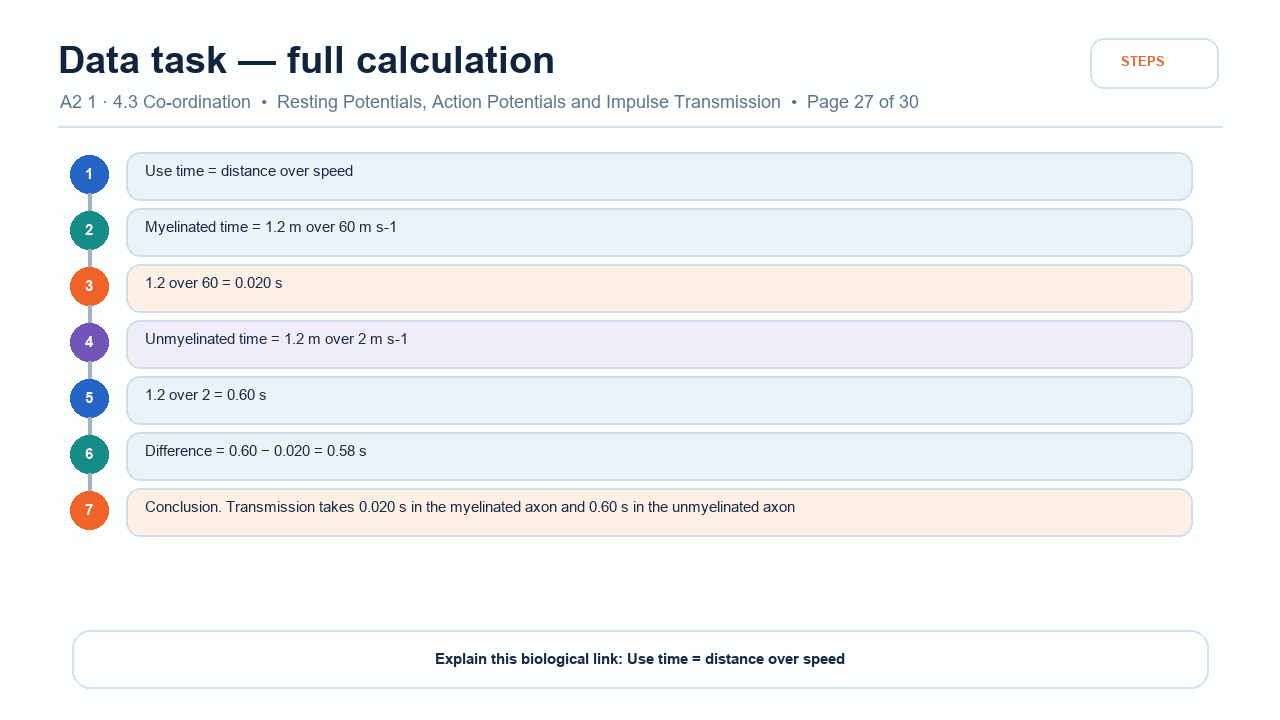 Data task — full calculation
STEPS
A2 1 · 4.3 Co-ordination • Resting Potentials, Action Potentials and Impulse Transmission • Page 27 of 30
1 Use time = distance over speed
2 Myelinated time = 1.2 m over 60 m s-1
3 1.2 over 60 = 0.020 s
4 Unmyelinated time = 1.2 m over 2 m s-1
5 1.2 over 2 = 0.60 s
6 Difference = 0.60 − 0.020 = 0.58 s
7 Conclusion. Transmission takes 0.020 s in the myelinated axon and 0.60 s in the unmyelinated axon
Explain this biological link: Use time = distance over speed